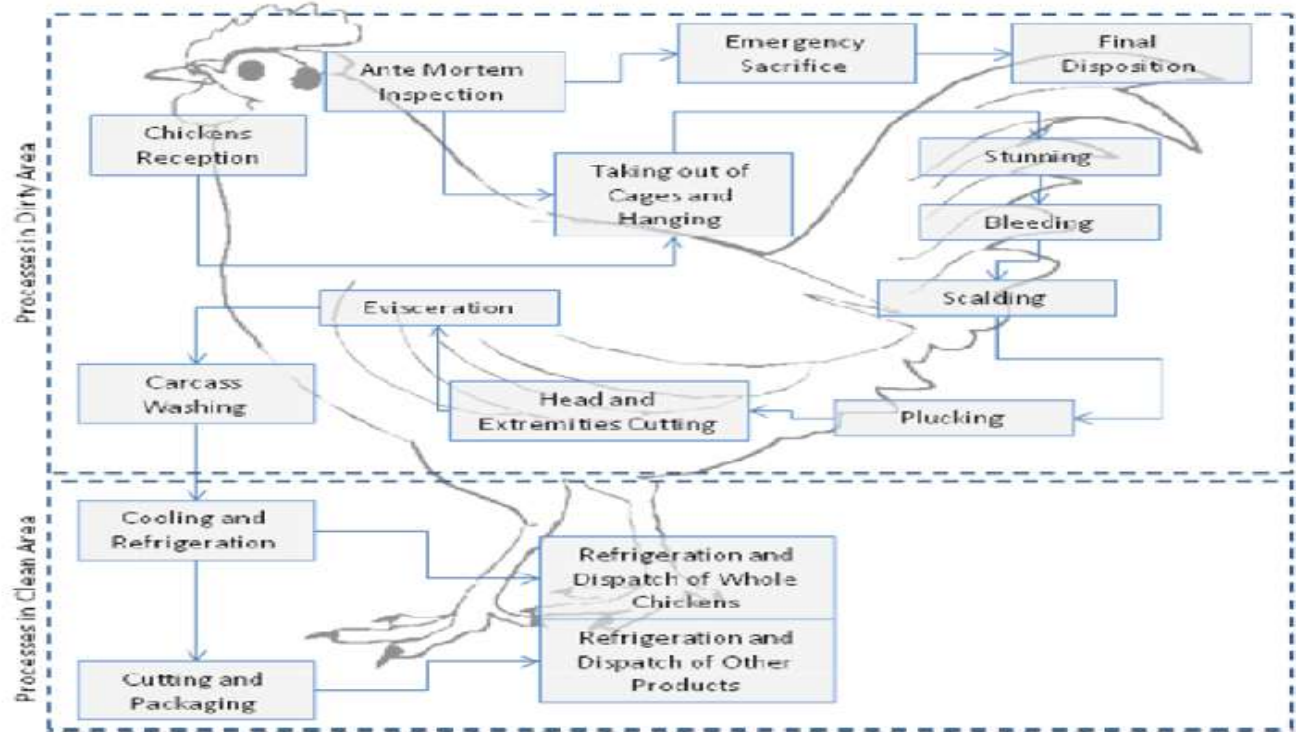 Processes in Dirty Area
Emergency
Sacrifice
Final
Disposition
Ante Mortem
Inspection
Chickens
Reception
Taking out of
Cages and
Hanging
Stunning
Bleeding
Scalding
Evisceration
Carcass
Washing
Head and
Extremities Cutting
Plucking
Processes in Clean Area
Cooling and
Refrigeration
Refrigeration and
Dispatch of Whole
Chickens
Refrigeration and
Dispatch of Other
Products
Cutting and
Packaging